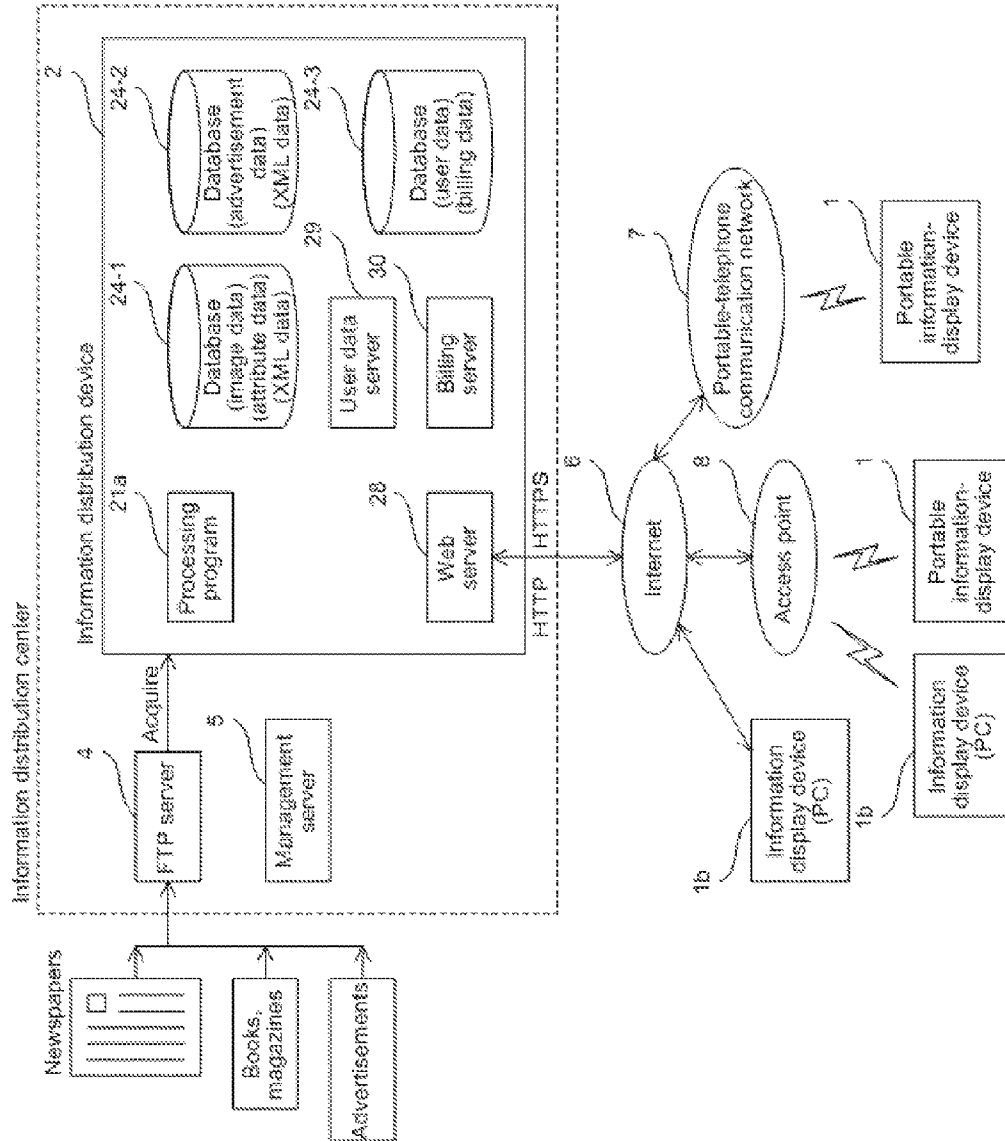 Information distribution center
Newspapers
Books,
magazines
Advertisements
4
FTP server
Acquire
5
Management
server
Information distribution device
2
21a
Processing
program
24-1
Database
(image data)
(attribute data)
(XML data)
24-2
Database
(advertisement
data)
(XML data)
28
Web
server
29
User data
server
30
Billing
server
24-3
Database
(user data)
(billing data)
HTTP
HTTPS
6
Internet
7
Portable-telephone
communication network
8
Access point
1b
Information
display device
(PC)
1b
Information
display device
(PC)
1
Portable
information-
display device
1
Portable
information-
display device